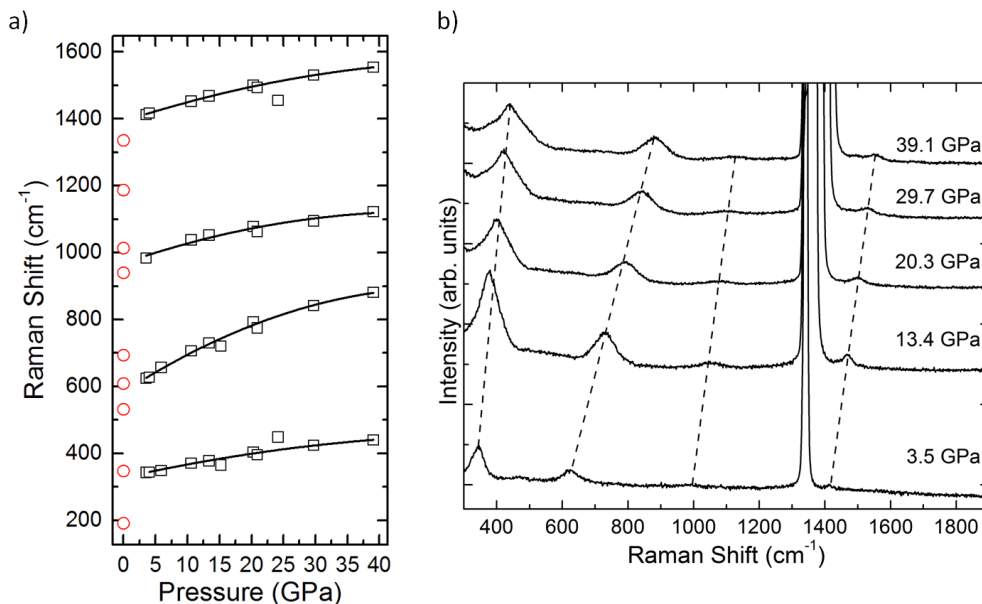 a)
1600
1400
1200
1000
800
600
400
200
0 5 10 15 20 25 30 35 40
Raman Shift (cm⁻¹)
Pressure (GPa)
b)
39.1 GPa
29.7 GPa
20.3 GPa
13.4 GPa
3.5 GPa
Intensity (arb. units)
400 600 800 1000 1200 1400 1600 1800
Raman Shift (cm⁻¹)